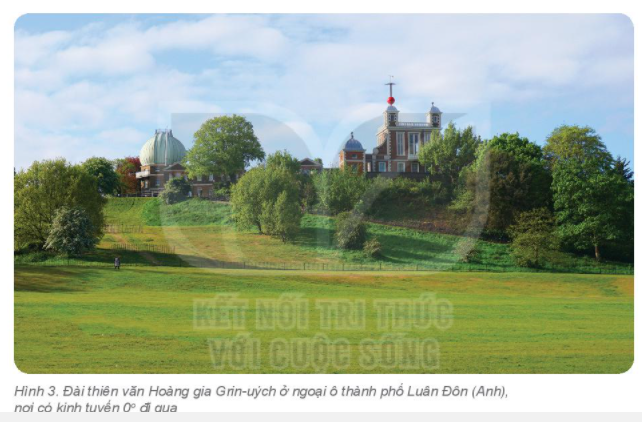 KẾT NỐI TRI THỨC
VỚI CUỘC SỐNG
Hình 3. Đài thiên văn Hoàng gia Grin-uých ở ngoại ô thành phố Luân Đôn (Anh),
nơi có kinh tuyến 0° đi qua